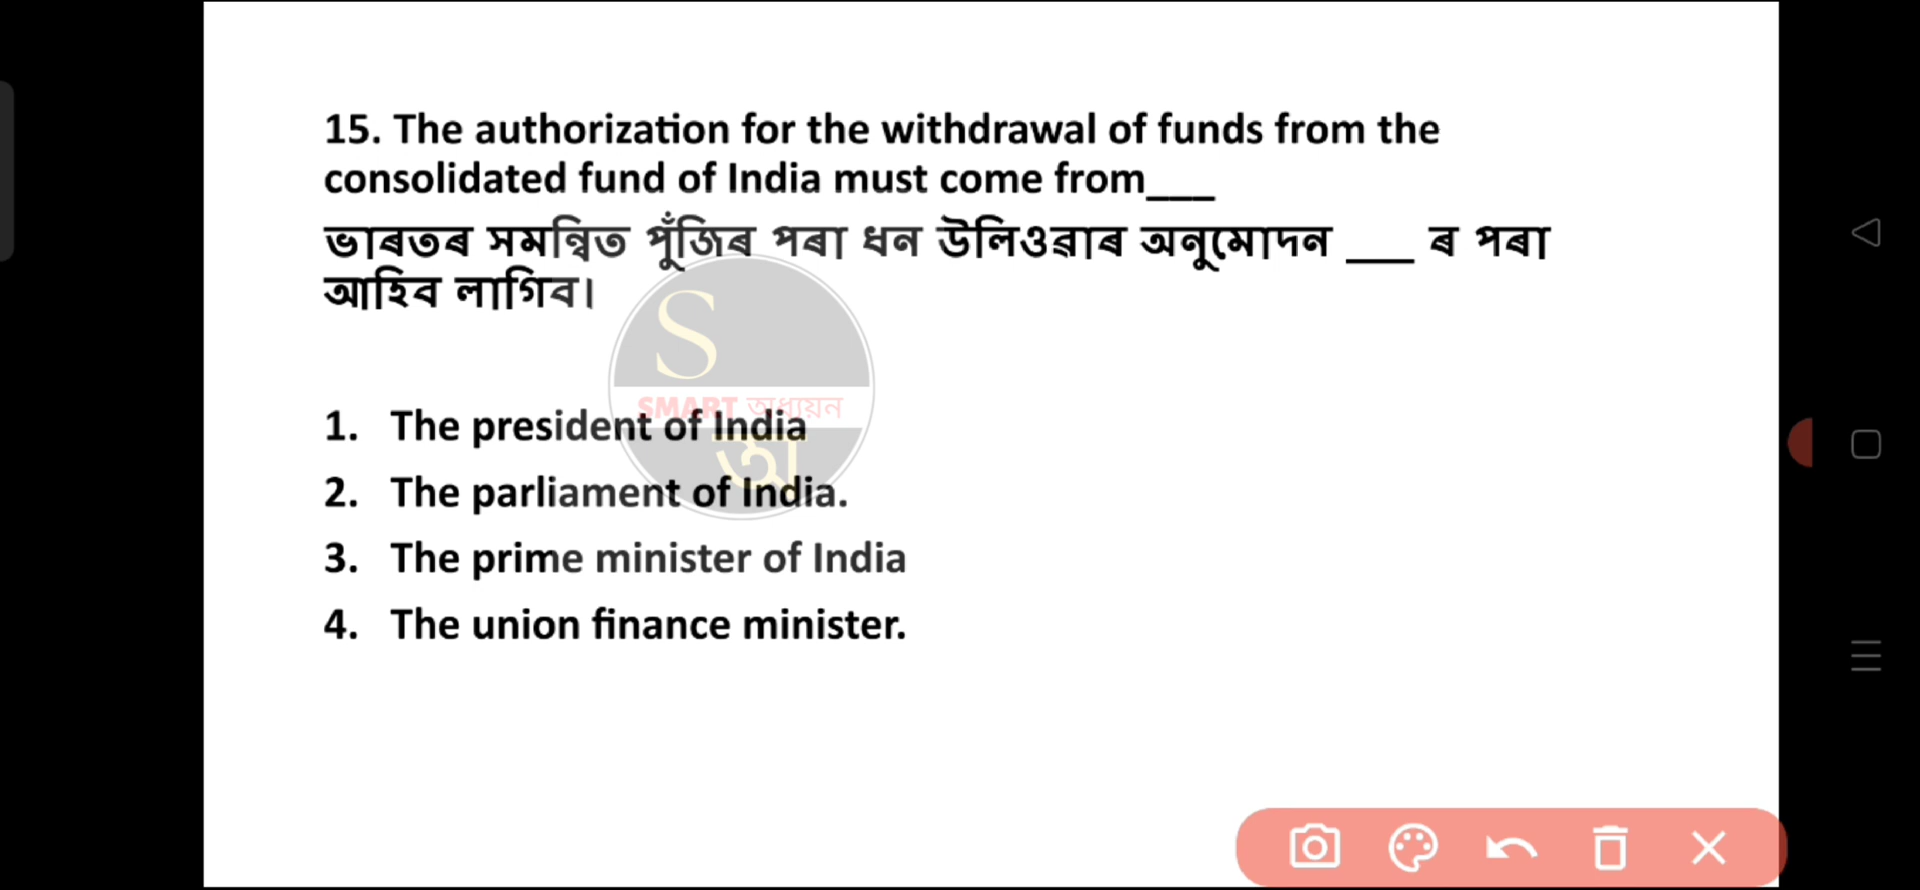 15. The authorization for the withdrawal of funds from the
consolidated fund of India must come from___
ভাৰতৰ সমন্বিত পুঁজিৰ পৰা ধন উলিওৱাৰ অনুমোদন ___ ৰ পৰা
আহিব লাগিব।
S
SMART অধ্যয়ন
অ
1. The president of India
2. The parliament of India.
3. The prime minister of India
4. The union finance minister.